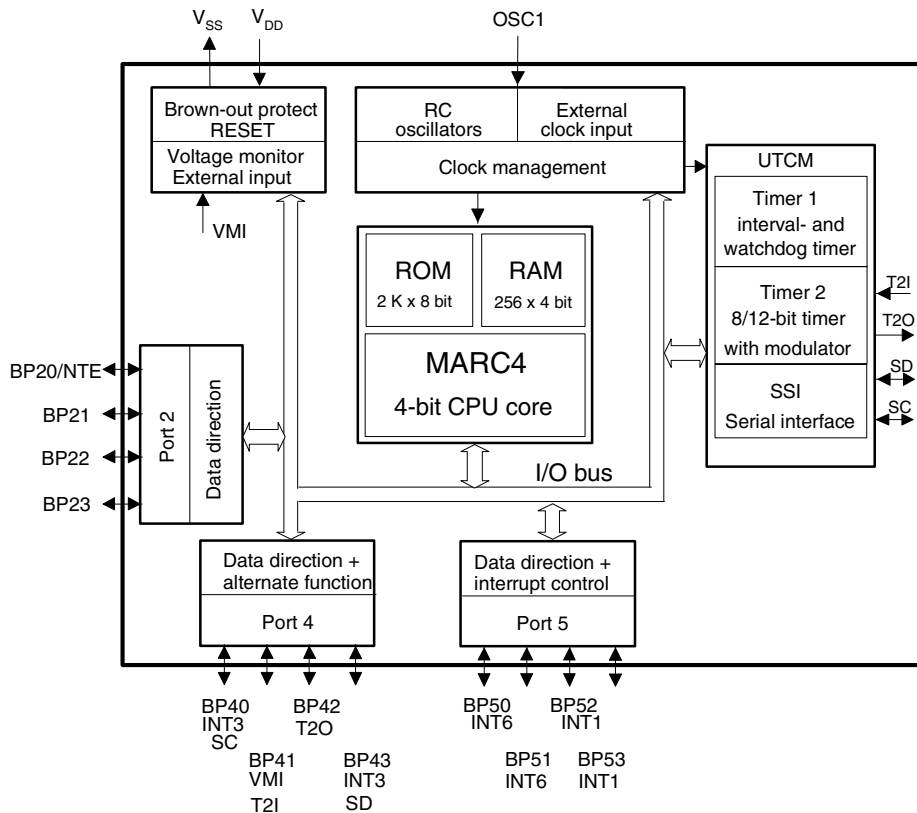 VSS
VDD
OSC1
Brown-out protect
RESET
Voltage monitor
External input
VMI
RC
oscillators
External
clock input
Clock management
UTCM
Timer 1
interval- and
watchdog timer
Timer 2
8/12-bit timer
with modulator
SSI
Serial interface
T2I
T2O
SD
SC
ROM
2 K x 8 bit
RAM
256 x 4 bit
MARC4
4-bit CPU core
I/O bus
BP20/NTE
BP21
BP22
BP23
Port 2
Data direction
Data direction +
alternate function
Port 4
Data direction +
interrupt control
Port 5
BP40
INT3
SC
BP41
VMI
T2I
BP42
T2O
BP43
INT3
SD
BP50
INT6
BP51
INT6
BP52
INT1
BP53
INT1